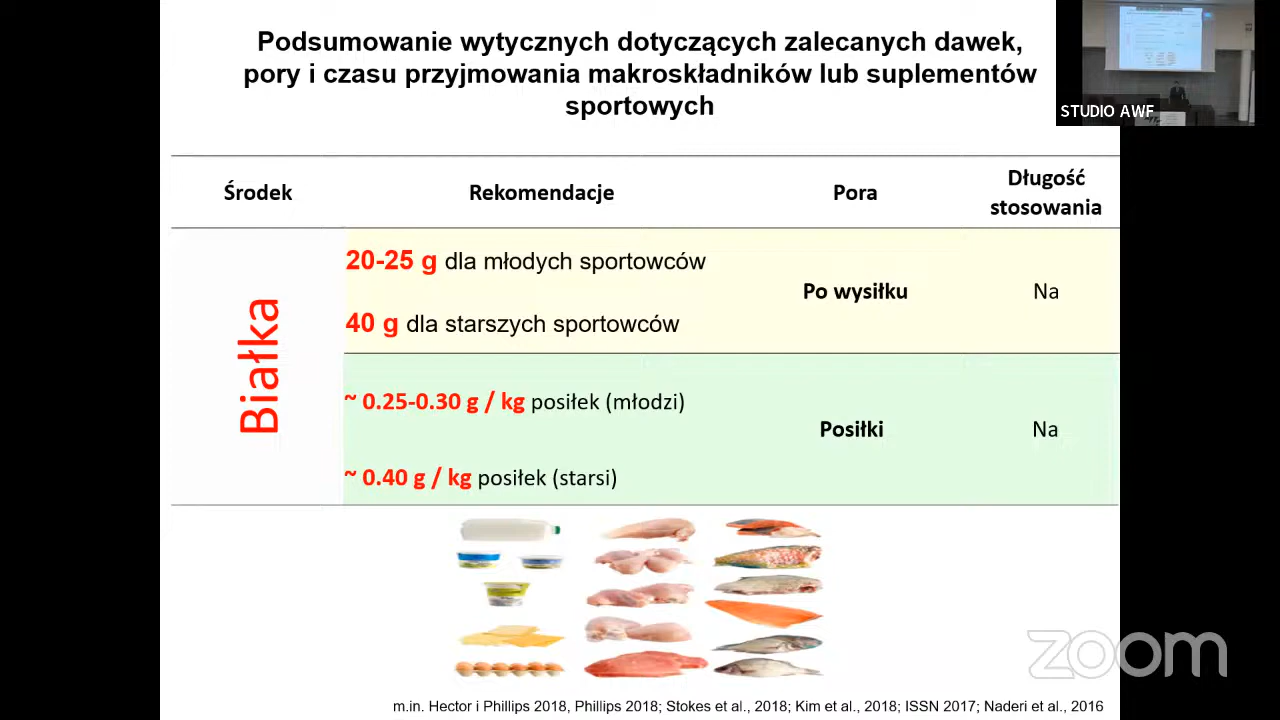 Podsumowanie wytycznych dotyczących zalecanych dawek,
pory i czasu przyjmowania makroskładników lub suplementów
sportowych
STUDIO AWF
Środek
Rekomendacje
Pora
Długość
stosowania
Białka
20-25 g dla młodych sportowców
40 g dla starszych sportowców
Po wysiłku
Na
~ 0.25-0.30 g / kg posiłek (młodzi)
~ 0.40 g / kg posiłek (starsi)
Posiłki
Na
zoom
m.in. Hector i Phillips 2018, Phillips 2018; Stokes et al., 2018; Kim et al., 2018; ISSN 2017; Naderi et al., 2016